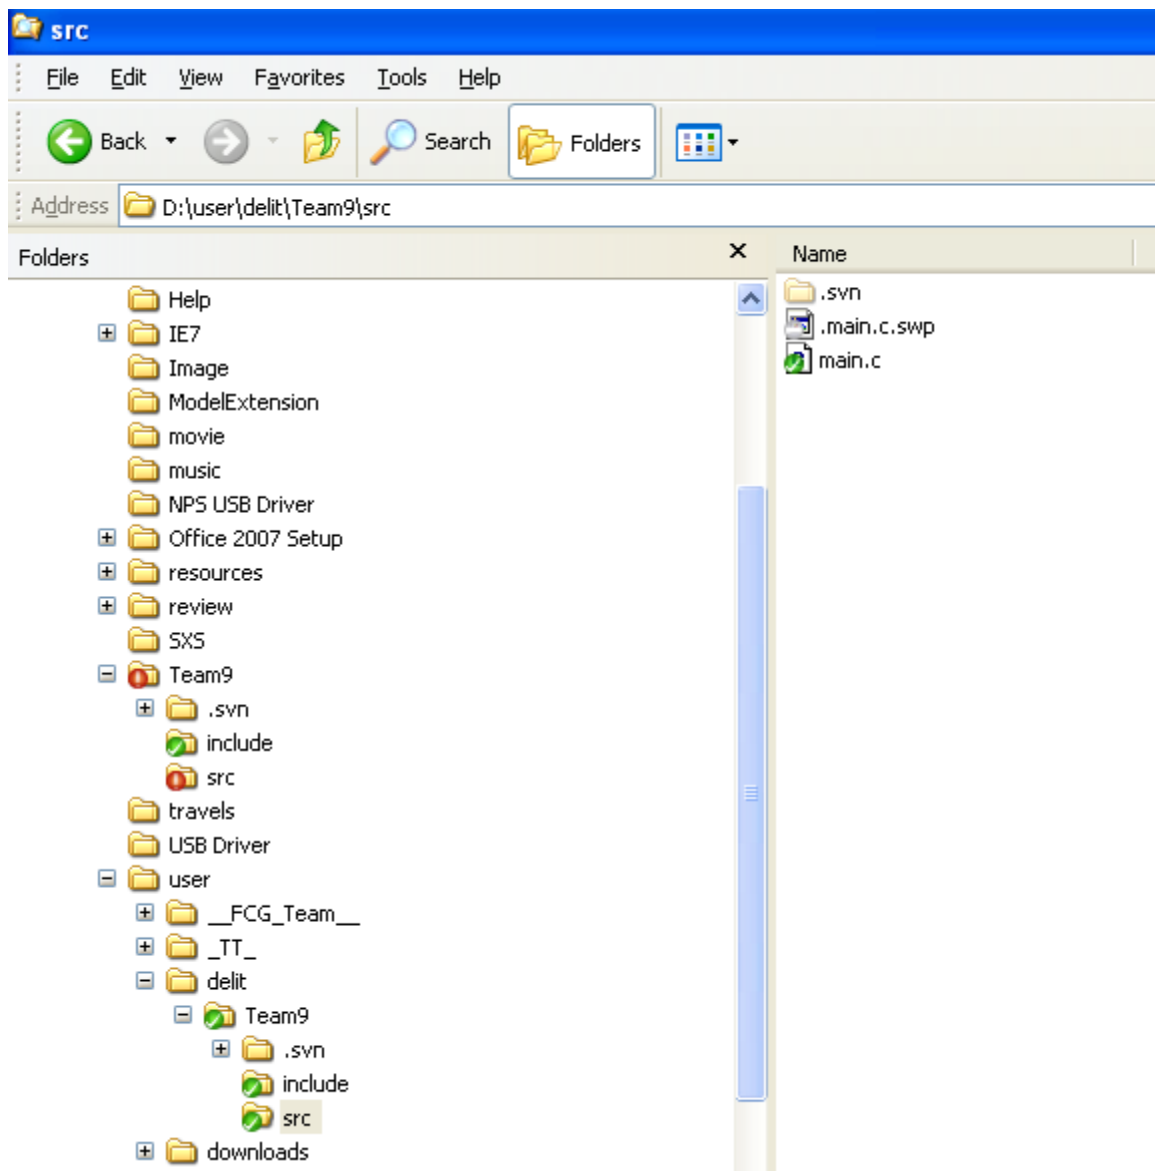 src
File Edit View Favorites Tools Help
Back Search Folders
Address D:\user\delit\Team9\src
Folders
Help
IE7
Image
ModelExtension
movie
music
NPS USB Driver
Office 2007 Setup
resources
review
SXS
Team9
.svn
include
src
travels
USB Driver
user
__FCG_Team__
_TT_
delit
Team9
.svn
include
src
downloads
Name
.svn
.main.c.swp
main.c